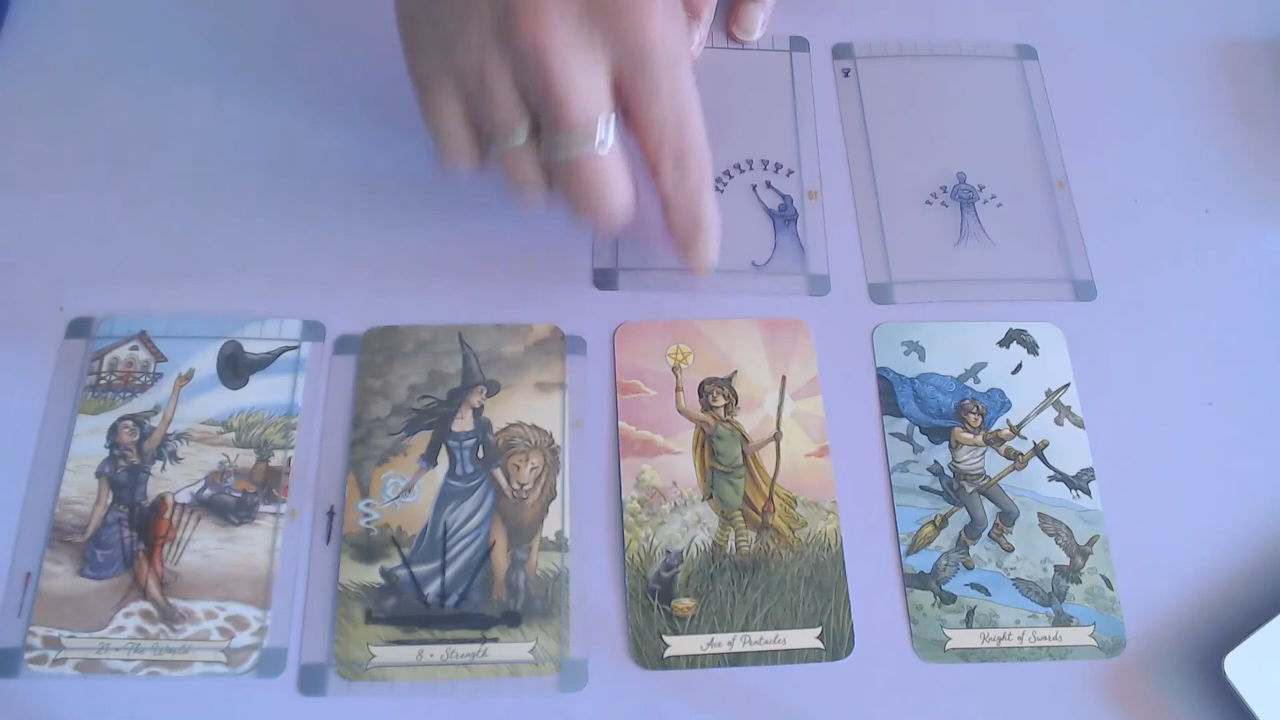 21 • The World
8 • Strength
Ace of Pentacles
Knight of Swords